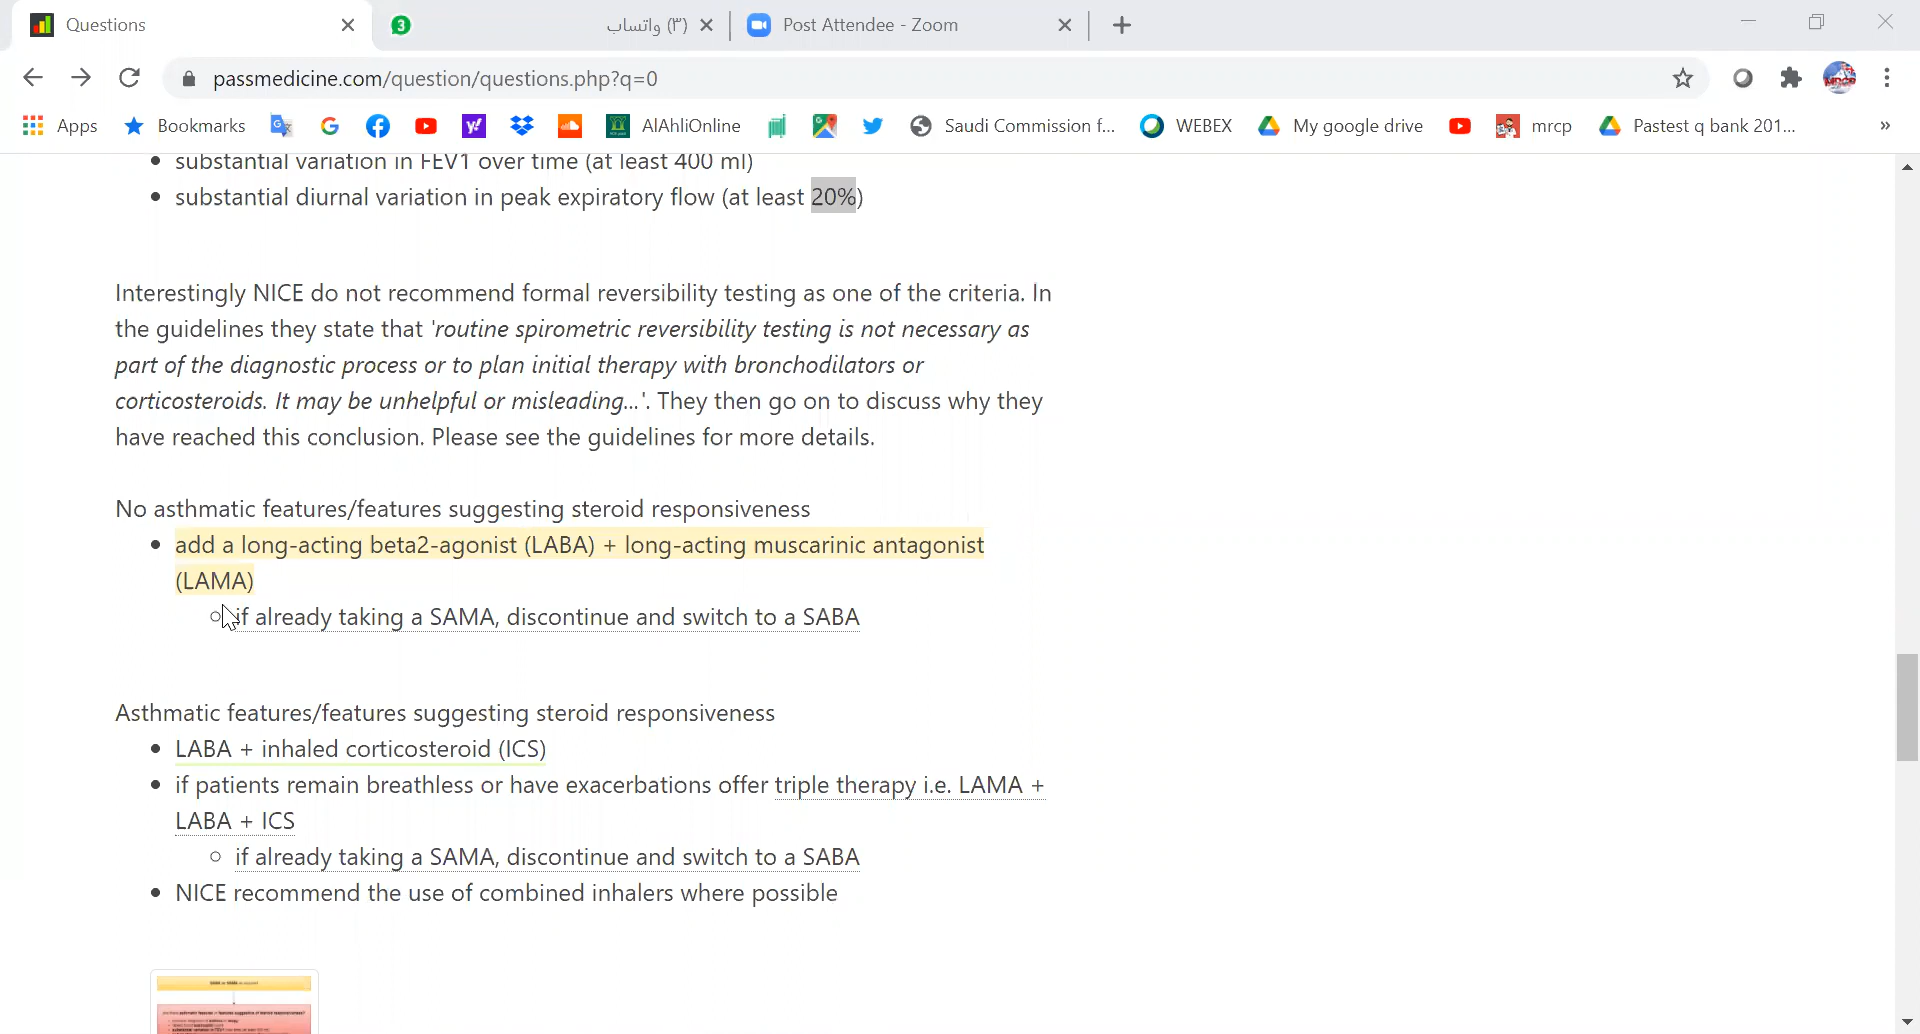 Questions
3
(٣) واتساب
Post Attendee - Zoom
passmedicine.com/question/questions.php?q=0
Apps
Bookmarks
AlAhliOnline
Saudi Commission f...
WEBEX
My google drive
mrcp
Pastest q bank 201...
»
substantial variation in FEV1 over time (at least 400 ml)
substantial diurnal variation in peak expiratory flow (at least 20%)
Interestingly NICE do not recommend formal reversibility testing as one of the criteria. In
the guidelines they state that 'routine spirometric reversibility testing is not necessary as
part of the diagnostic process or to plan initial therapy with bronchodilators or
corticosteroids. It may be unhelpful or misleading...'. They then go on to discuss why they
have reached this conclusion. Please see the guidelines for more details.
No asthmatic features/features suggesting steroid responsiveness
add a long-acting beta2-agonist (LABA) + long-acting muscarinic antagonist
(LAMA)
if already taking a SAMA, discontinue and switch to a SABA
Asthmatic features/features suggesting steroid responsiveness
LABA + inhaled corticosteroid (ICS)
if patients remain breathless or have exacerbations offer triple therapy i.e. LAMA +
LABA + ICS
if already taking a SAMA, discontinue and switch to a SABA
NICE recommend the use of combined inhalers where possible